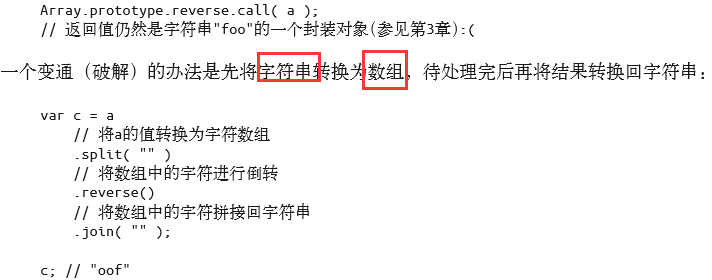 Array.prototype.reverse.call( a );
// 返回值仍然是字符串"foo"的一个封装对象(参见第3章):(
一个变通（破解）的办法是先将字符串转换为数组，待处理完后再将结果转换回字符串：
var c = a
// 将a的值转换为字符数组
.split( "" )
// 将数组中的字符进行倒转
.reverse()
// 将数组中的字符拼接回字符串
.join( "" );
c; // "oof"